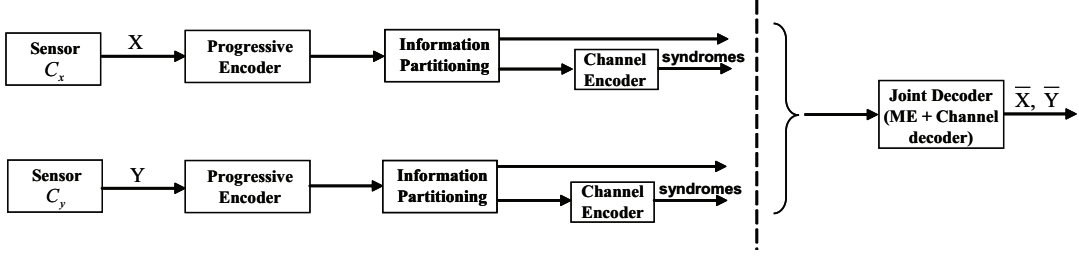 Sensor
Cx
X
Progressive
Encoder
Information
Partitioning
Channel
Encoder
syndromes
Joint Decoder
(ME + Channel
decoder)
X̅, Y̅
Sensor
Cy
Y
Progressive
Encoder
Information
Partitioning
Channel
Encoder
syndromes